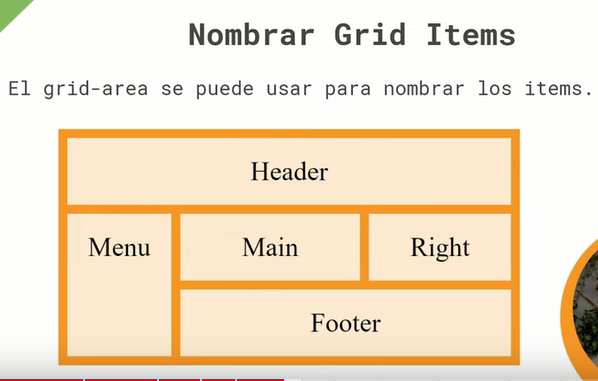 Nombrar Grid Items
El grid-area se puede usar para nombrar los items.
Header
Menu
Main
Right
Footer